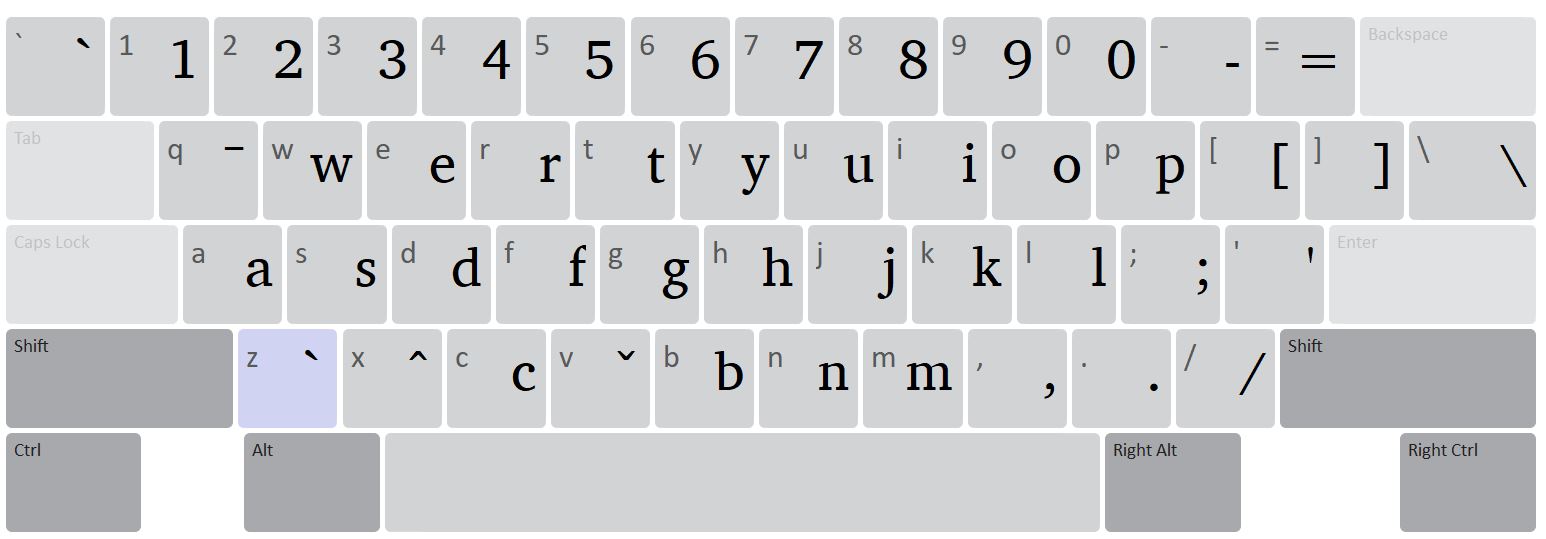 ` ` 1 1 2 2 3 3 4 4 5 5 6 6 7 7 8 8 9 9 0 0 - - = = Backspace
Tab q ˉ w w e e r r t t y y u u i i o o p p [ [ ] ] \ \
Caps Lock a a s s d d f f g g h h j j k k l l ; ; ' ' Enter
Shift z ˋ x ˆ c c v ˇ b b n n m m , , . . / / Shift
Ctrl Alt Right Alt Right Ctrl